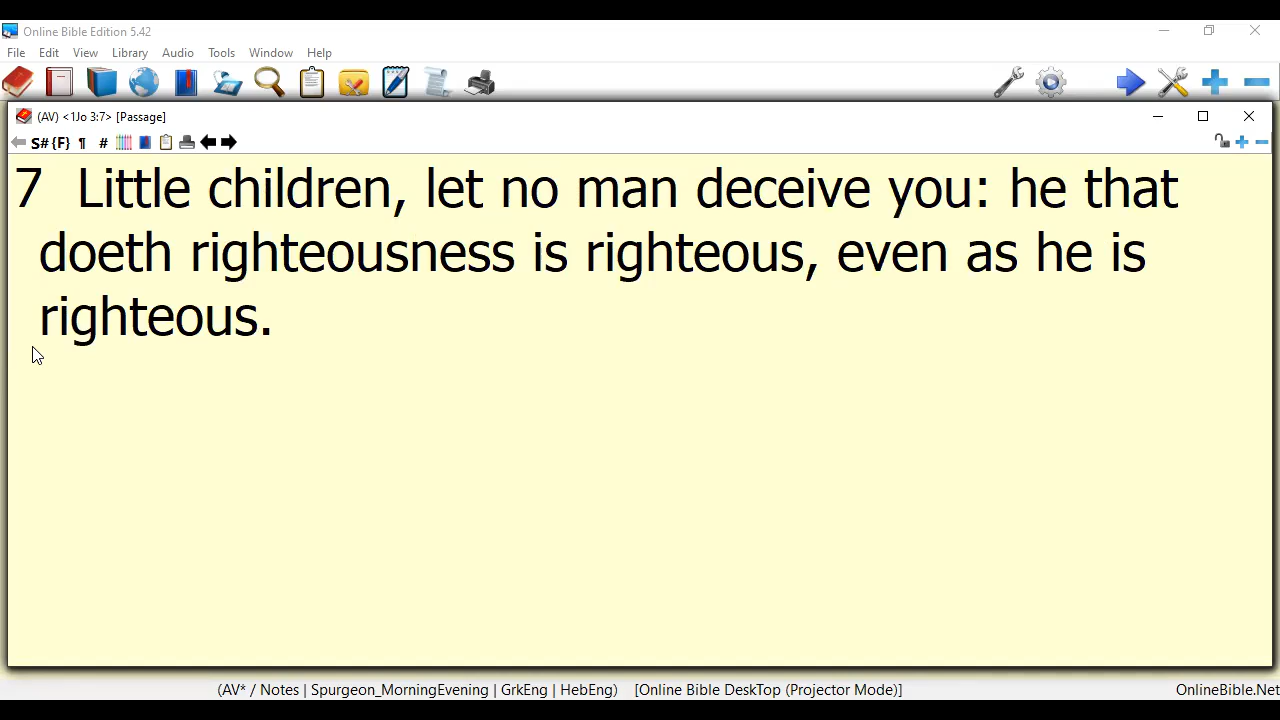 Online Bible Edition 5.42
File Edit View Library Audio Tools Window Help
(AV) <1Jo 3:7> [Passage]
S# {F} ¶ #
7 Little children, let no man deceive you: he that
doeth righteousness is righteous, even as he is
righteous.
(AV* / Notes | Spurgeon_MorningEvening | GrkEng | HebEng) [Online Bible DeskTop (Projector Mode)] OnlineBible.Net